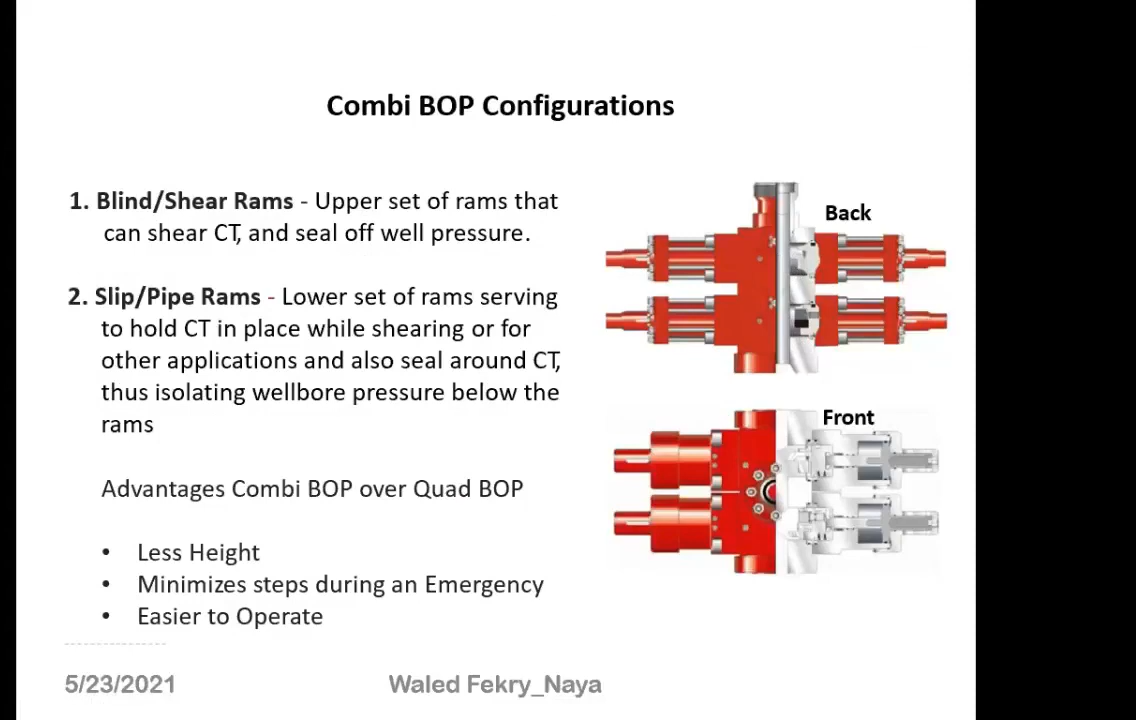 Combi BOP Configurations
1. Blind/Shear Rams - Upper set of rams that
can shear CT, and seal off well pressure.
2. Slip/Pipe Rams - Lower set of rams serving
to hold CT in place while shearing or for
other applications and also seal around CT,
thus isolating wellbore pressure below the
rams
Advantages Combi BOP over Quad BOP
• Less Height
• Minimizes steps during an Emergency
• Easier to Operate
Back
Front
5/23/2021
Waled Fekry_Naya